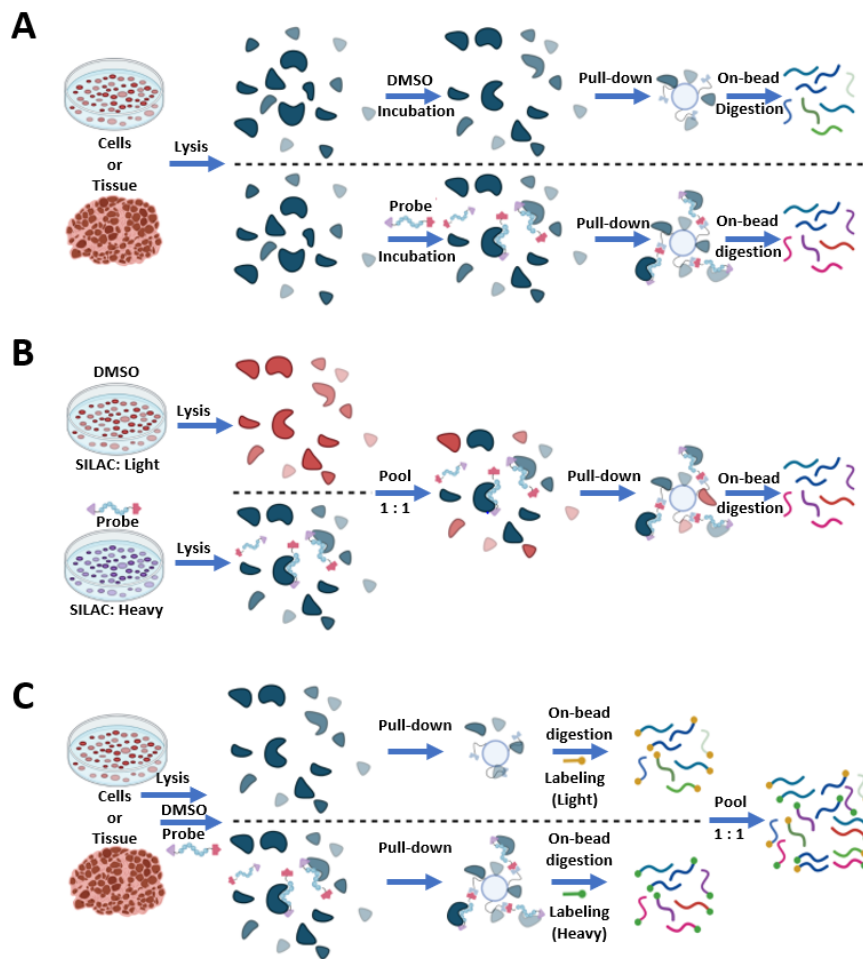 A
Cells
or
Tissue
Lysis
DMSO
Incubation
Pull-down
On-bead
Digestion
Probe
Incubation
Pull-down
On-bead
digestion
B
DMSO
SILAC: Light
Lysis
Probe
SILAC: Heavy
Lysis
Pool
1 : 1
Pull-down
On-bead
digestion
C
Cells
or
Tissue
Lysis
DMSO
Probe
Pull-down
On-bead
digestion
Labeling
(Light)
Pull-down
On-bead
digestion
Labeling
(Heavy)
Pool
1 : 1